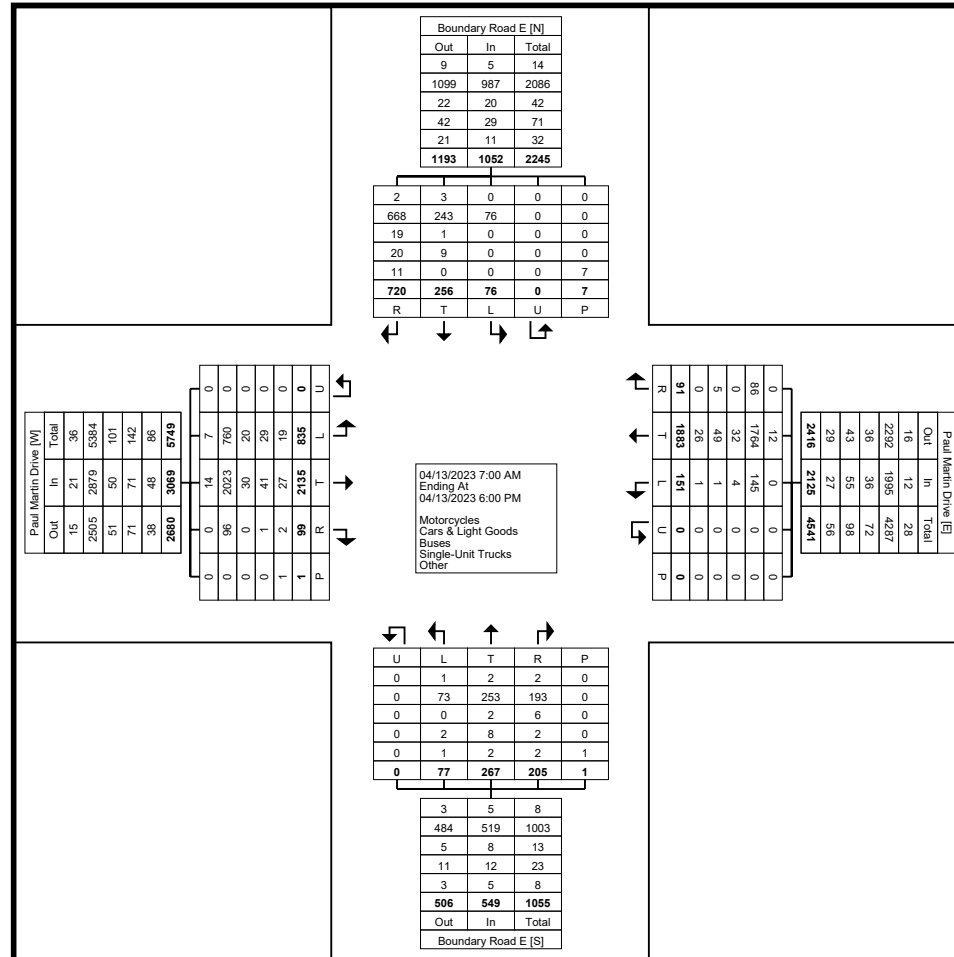 Boundary Road E [N]
Out In Total
9 5 14
1099 987 2086
22 20 42
42 29 71
21 11 32
1193 1052 2245
2 3 0 0 0
668 243 76 0 0
19 1 0 0 0
20 9 0 0 0
11 0 0 0 7
720 256 76 0 7
R T L U P
Paul Martin Drive [W]
Total In Out
36 21 15
5384 2879 2505
101 50 51
142 71 71
86 48 38
5749 3069 2680
0 7 14 0 0
0 760 2023 96 0
0 20 30 0 0
0 29 41 1 0
0 19 27 2 1
0 835 2135 99 1
U L T R P
04/13/2023 7:00 AM
Ending At
04/13/2023 6:00 PM
Motorcycles
Cars & Light Goods
Buses
Single-Unit Trucks
Other
R T L U P
91 1883 151 0 0
0 26 1 0 0
5 49 1 0 0
0 32 4 0 0
86 1764 145 0 0
0 12 0 0 0
Paul Martin Drive [E]
Out In Total
16 12 28
2292 1995 4287
36 36 72
43 55 98
29 27 56
2416 2125 4541
U L T R P
0 1 2 2 0
0 73 253 193 0
0 0 2 6 0
0 2 8 2 0
0 1 2 2 1
0 77 267 205 1
3 5 8
484 519 1003
5 8 13
11 12 23
3 5 8
506 549 1055
Out In Total
Boundary Road E [S]